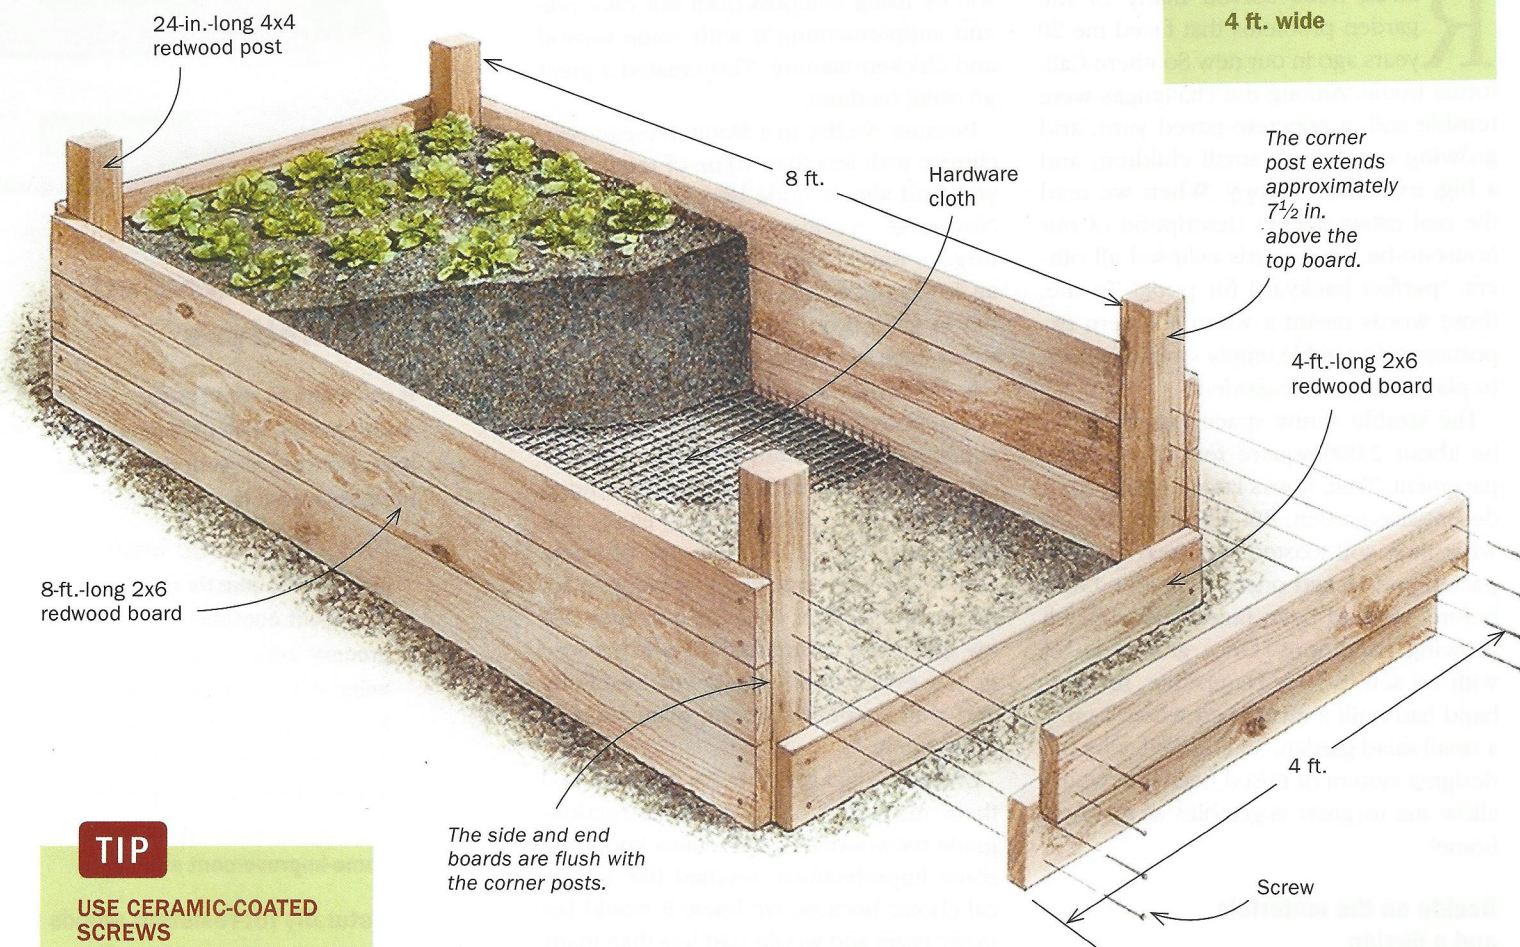 24-in.-long 4x4
redwood post
4 ft. wide
8 ft.
Hardware
cloth
The corner
post extends
approximately
7½ in.
above the
top board.
4-ft.-long 2x6
redwood board
8-ft.-long 2x6
redwood board
4 ft.
The side and end
boards are flush with
the corner posts.
Screw
TIP
USE CERAMIC-COATED
SCREWS